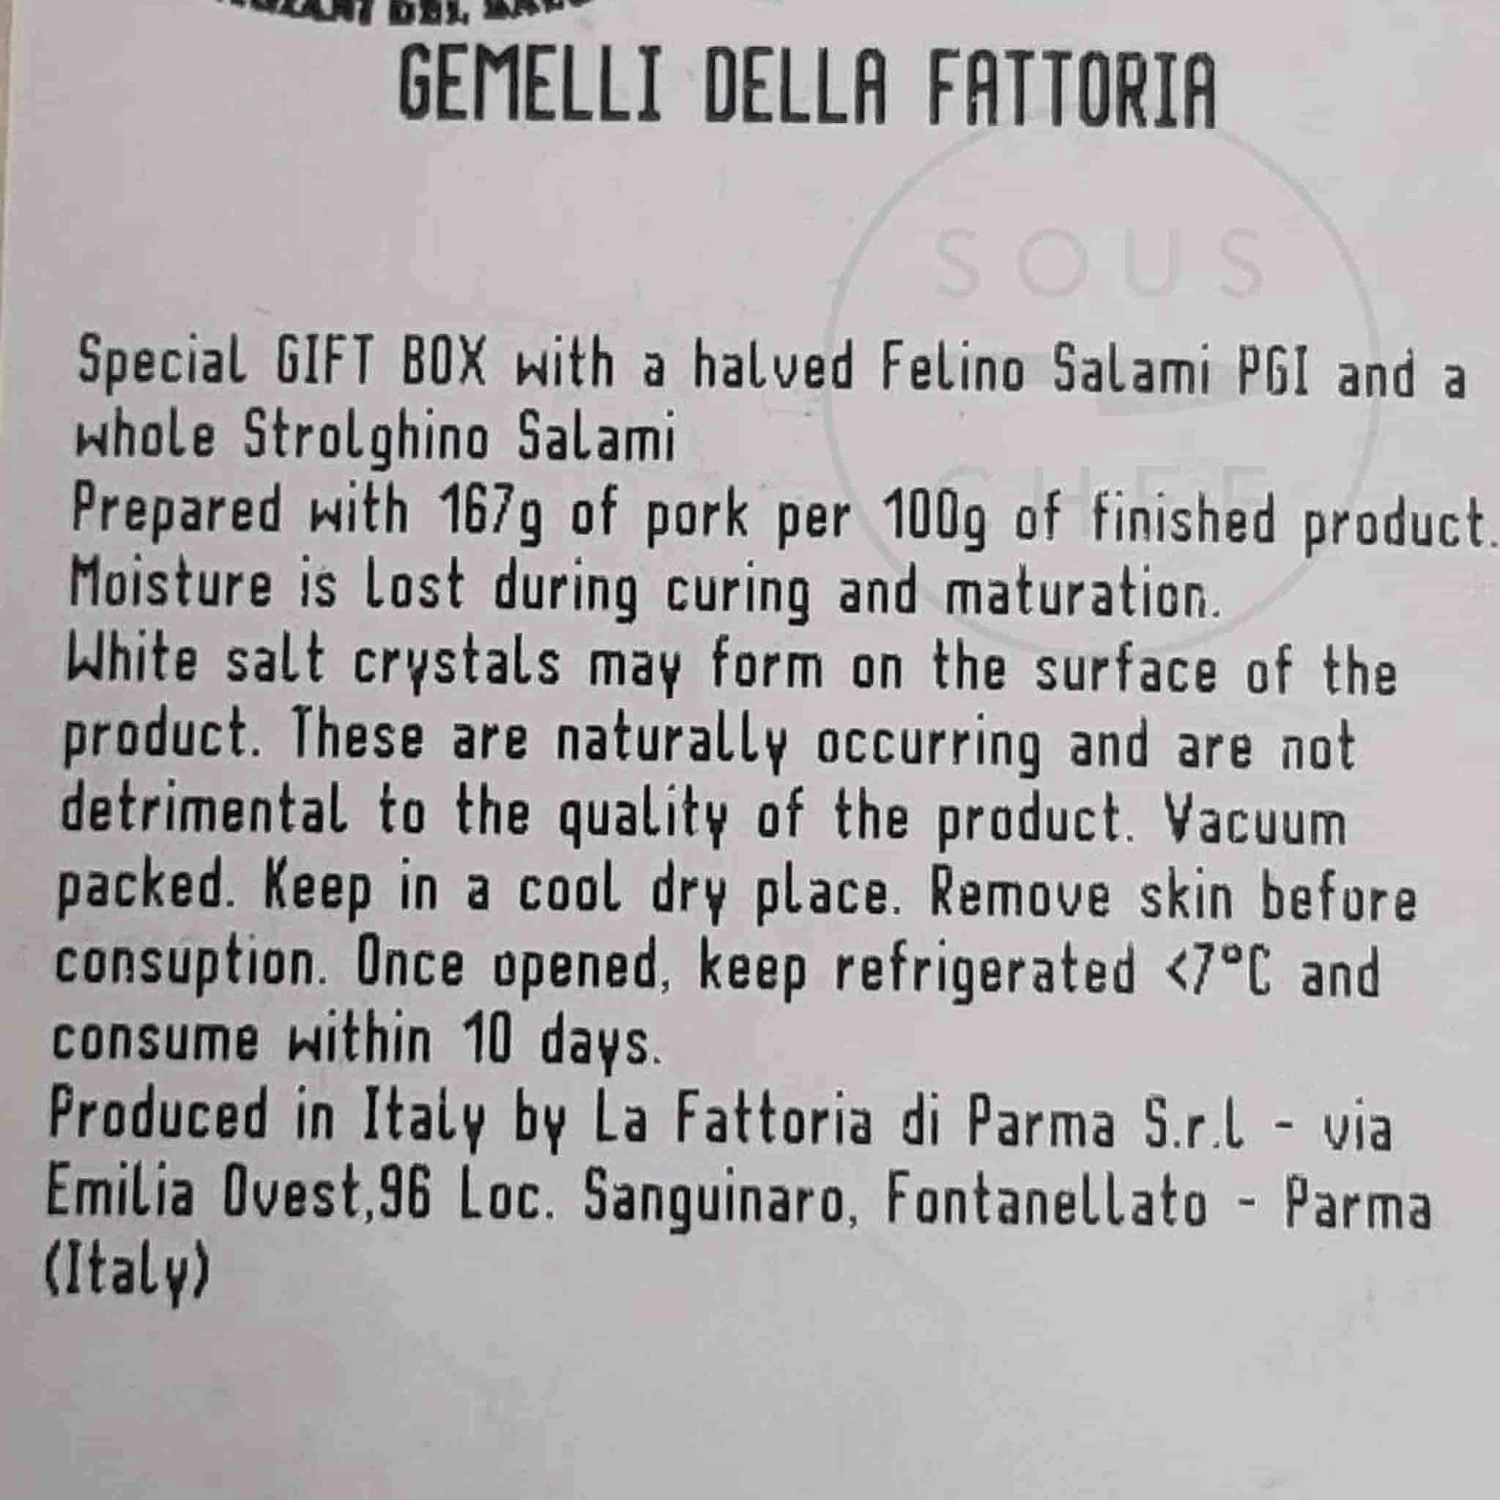 DEL
GEMELLI DELLA FATTORIA
SOUS
CHEF
Special GIFT BOX with a halved Felino Salami PGI and a
whole Strolghino Salami
Prepared with 167g of pork per 100g of finished product.
Moisture is lost during curing and maturation.
White salt crystals may form on the surface of the
product. These are naturally occurring and are not
detrimental to the quality of the product. Vacuum
packed. Keep in a cool dry place. Remove skin before
consuption. Once opened, keep refrigerated <7°C and
consume within 10 days.
Produced in Italy by La Fattoria di Parma S.r.l - via
Emilia Ovest,96 Loc. Sanguinaro, Fontanellato - Parma
(Italy)